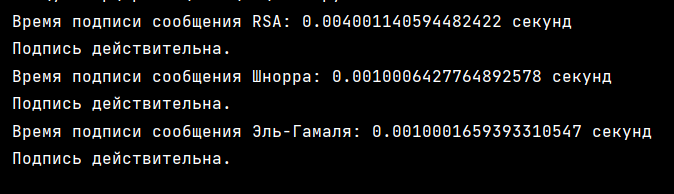 Время подписи сообщения RSA: 0.004001140594482422 секунд
Подпись действительна.
Время подписи сообщения Шнорра: 0.0010006427764892578 секунд
Подпись действительна.
Время подписи сообщения Эль-Гамаля: 0.0010001659393310547 секунд
Подпись действительна.